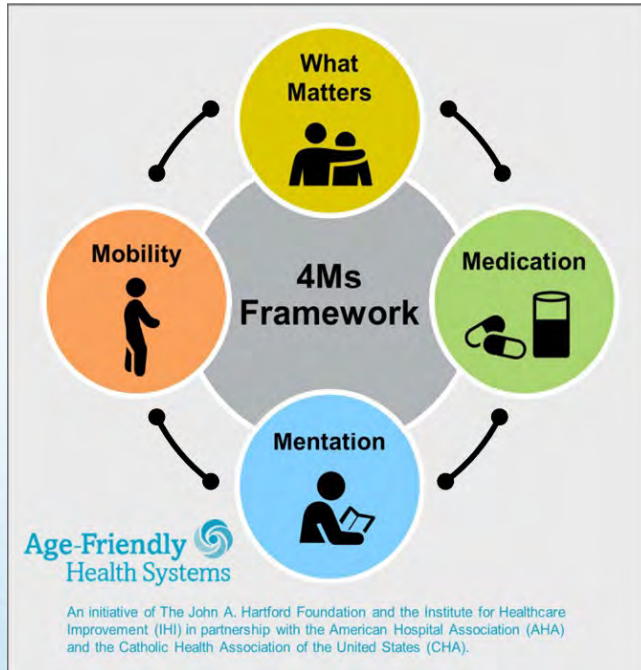 What
Matters
Mobility
Medication
4Ms
Framework
Mentation
Age-Friendly
Health Systems
An initiative of The John A. Hartford Foundation and the Institute for Healthcare
Improvement (IHI) in partnership with the American Hospital Association (AHA)
and the Catholic Health Association of the United States (CHA).